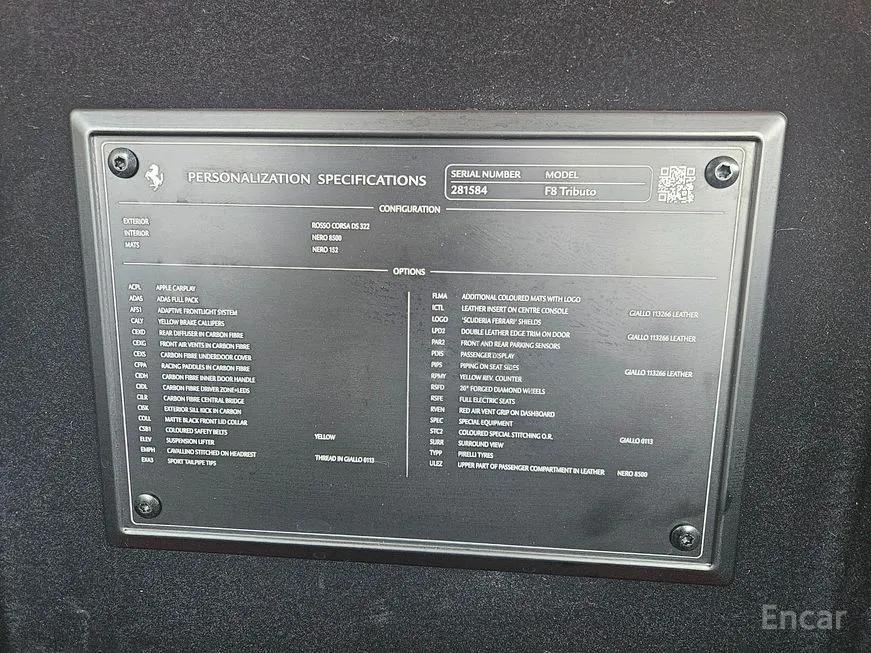 PERSONALIZATION SPECIFICATIONS
SERIAL NUMBER MODEL
281584 F8 Tributo
CONFIGURATION
EXTERIOR ROSSO CORSA DS 322
INTERIOR NERO 8500
MATS NERO 152
OPTIONS
ACPL APPLE CARPLAY
ADAS ADAS FULL PACK
AFS1 ADAPTIVE FRONTLIGHT SYSTEM
CALY YELLOW BRAKE CALLIPERS
CEXD REAR DIFFUSER IN CARBON FIBRE
CEXG FRONT AIR VENTS IN CARBON FIBRE
CEXS CARBON FIBRE UNDERDOOR COVER
CFPA RACING PADDLES IN CARBON FIBRE
CIDH CARBON FIBRE INNER DOOR HANDLE
CIDL CARBON FIBRE DRIVER ZONE+LEDS
CILR CARBON FIBRE CENTRAL BRIDGE
CISK EXTERIOR SILL KICK IN CARBON
COLL MATTE BLACK FRONT LID COLLAR
CSB1 COLOURED SAFETY BELTS YELLOW
ELEV SUSPENSION LIFTER
EMPH CAVALLINO STITCHED ON HEADREST THREAD IN GIALLO 0113
EXA3 SPORT TAILPIPE TIPS
FLMA ADDITIONAL COLOURED MATS WITH LOGO
ICTL LEATHER INSERT ON CENTRE CONSOLE GIALLO 113266 LEATHER
LOGO 'SCUDERIA FERRARI' SHIELDS
LPD2 DOUBLE LEATHER EDGE TRIM ON DOOR GIALLO 113266 LEATHER
PAR2 FRONT AND REAR PARKING SENSORS
PDIS PASSENGER DISPLAY
PIPS PIPING ON SEAT SIDES GIALLO 113266 LEATHER
RPMY YELLOW REV. COUNTER
RSFD 20" FORGED DIAMOND WHEELS
RSFE FULL ELECTRIC SEATS
RVEN RED AIR VENT GRIP ON DASHBOARD
SPEC SPECIAL EQUIPMENT
STC2 COLOURED SPECIAL STITCHING O.R. GIALLO 0113
SURR SURROUND VIEW
TYPP PIRELLI TYRES
ULEZ UPPER PART OF PASSENGER COMPARTMENT IN LEATHER NERO 8500
Encar